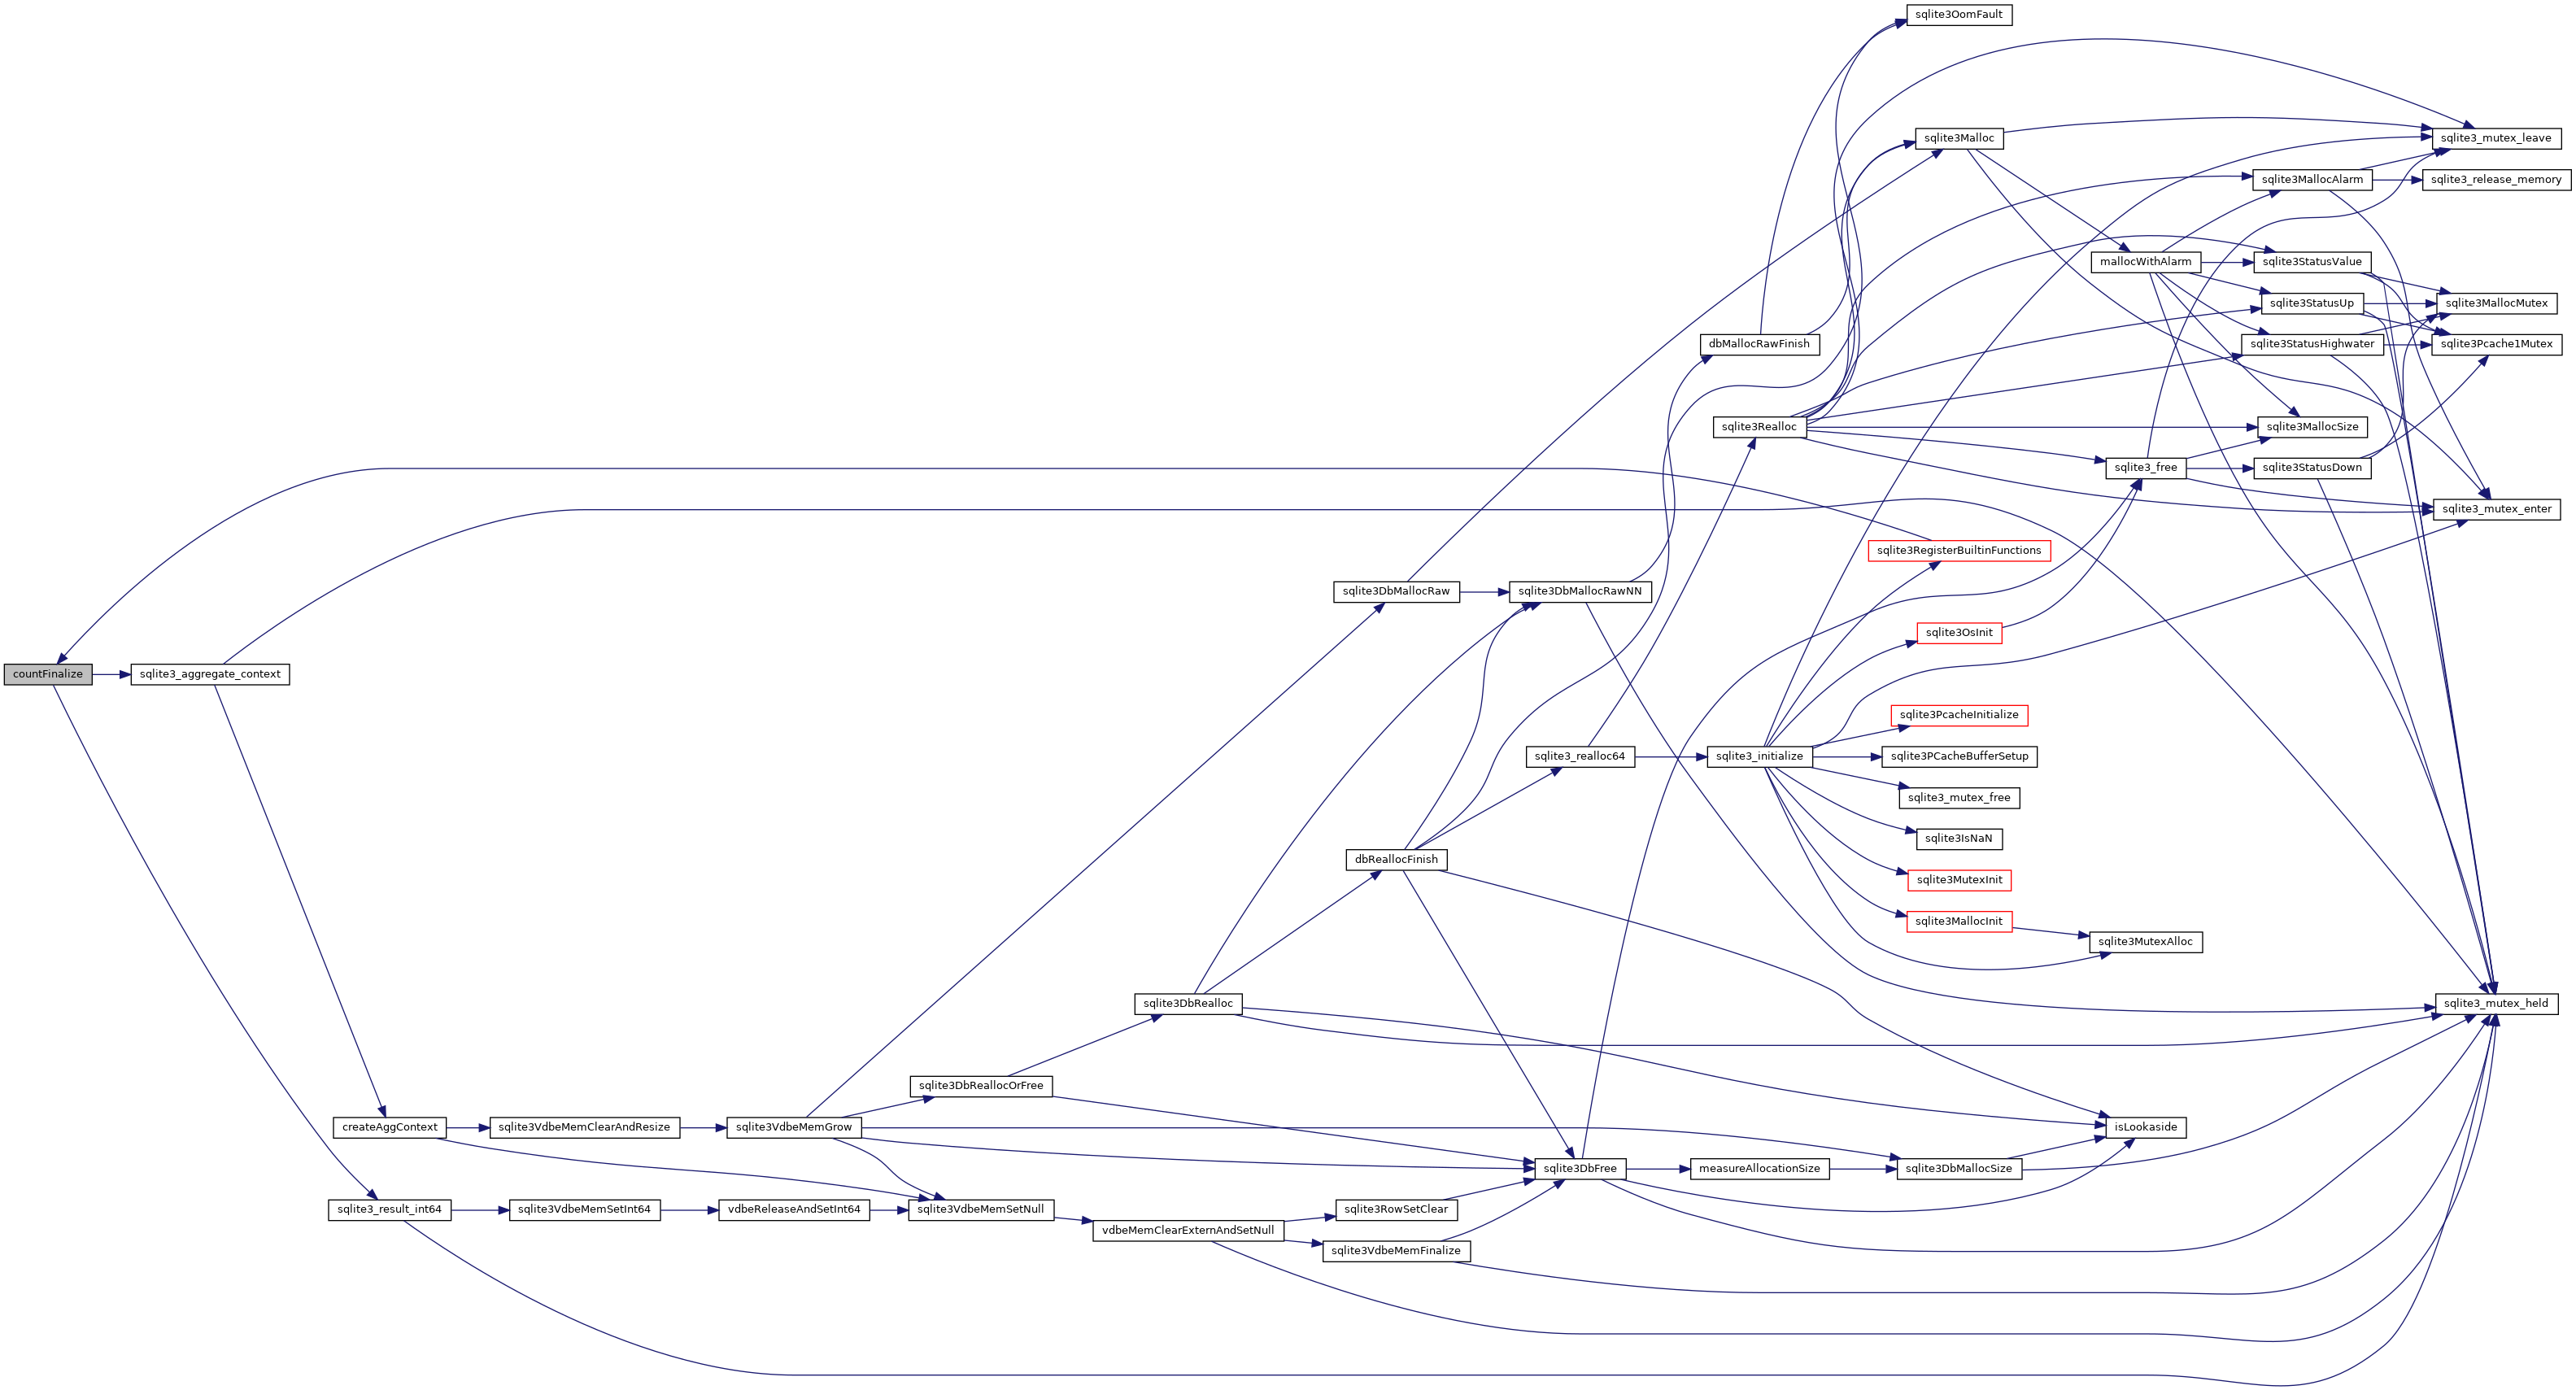 sqlite3OomFault
sqlite3Malloc
sqlite3_mutex_leave
sqlite3MallocAlarm
sqlite3_release_memory
mallocWithAlarm
sqlite3StatusValue
sqlite3StatusUp
sqlite3MallocMutex
dbMallocRawFinish
sqlite3StatusHighwater
sqlite3Pcache1Mutex
sqlite3Realloc
sqlite3MallocSize
sqlite3_free
sqlite3StatusDown
sqlite3_mutex_enter
sqlite3RegisterBuiltinFunctions
sqlite3DbMallocRaw
sqlite3DbMallocRawNN
sqlite3OsInit
countFinalize
sqlite3_aggregate_context
sqlite3PcacheInitialize
sqlite3_realloc64
sqlite3_initialize
sqlite3PCacheBufferSetup
sqlite3_mutex_free
sqlite3IsNaN
dbReallocFinish
sqlite3MutexInit
sqlite3MallocInit
sqlite3MutexAlloc
sqlite3DbRealloc
sqlite3_mutex_held
sqlite3DbReallocOrFree
createAggContext
sqlite3VdbeMemClearAndResize
sqlite3VdbeMemGrow
isLookaside
sqlite3DbFree
measureAllocationSize
sqlite3DbMallocSize
sqlite3_result_int64
sqlite3VdbeMemSetInt64
vdbeReleaseAndSetInt64
sqlite3VdbeMemSetNull
sqlite3RowSetClear
vdbeMemClearExternAndSetNull
sqlite3VdbeMemFinalize